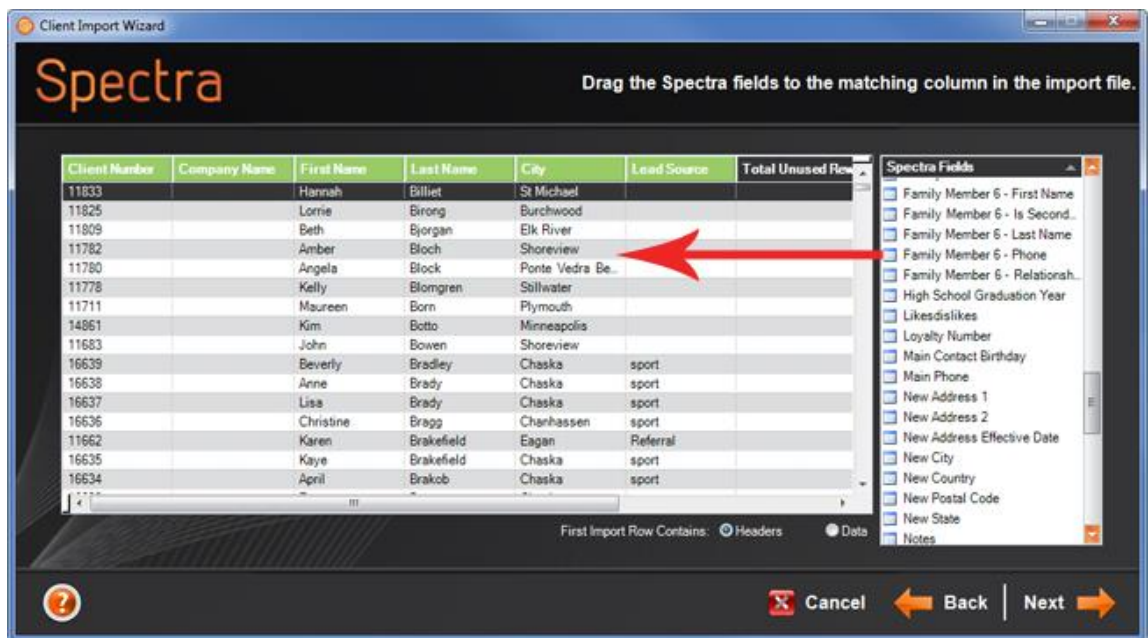 Client Import Wizard
Spectra
Drag the Spectra fields to the matching column in the import file.
Client Number Company Name First Name Last Name City Lead Source Total Unused Rew
11833 Hannah Billiet St Michael
11825 Lorrie Birong Burchwood
11809 Beth Bjorgan Elk River
11782 Amber Bloch Shoreview
11780 Angela Block Ponte Vedra Be...
11778 Kelly Blomgren Stillwater
11711 Maureen Born Plymouth
14861 Kim Botto Minneapolis
11683 John Bowen Shoreview
16639 Beverly Bradley Chaska sport
16638 Anne Brady Chaska sport
16637 Lisa Brady Chaska sport
16636 Christine Bragg Chanhassen sport
11662 Karen Brakefield Eagan Referral
16635 Kaye Brakefield Chaska sport
16634 April Brakob Chaska sport
First Import Row Contains: Headers Data
Spectra Fields
Family Member 6 - First Name
Family Member 6 - Is Second..
Family Member 6 - Last Name
Family Member 6 - Phone
Family Member 6 - Relationsh..
High School Graduation Year
Likesdislikes
Loyalty Number
Main Contact Birthday
Main Phone
New Address 1
New Address 2
New Address Effective Date
New City
New Country
New Postal Code
New State
Notes
? Cancel Back Next